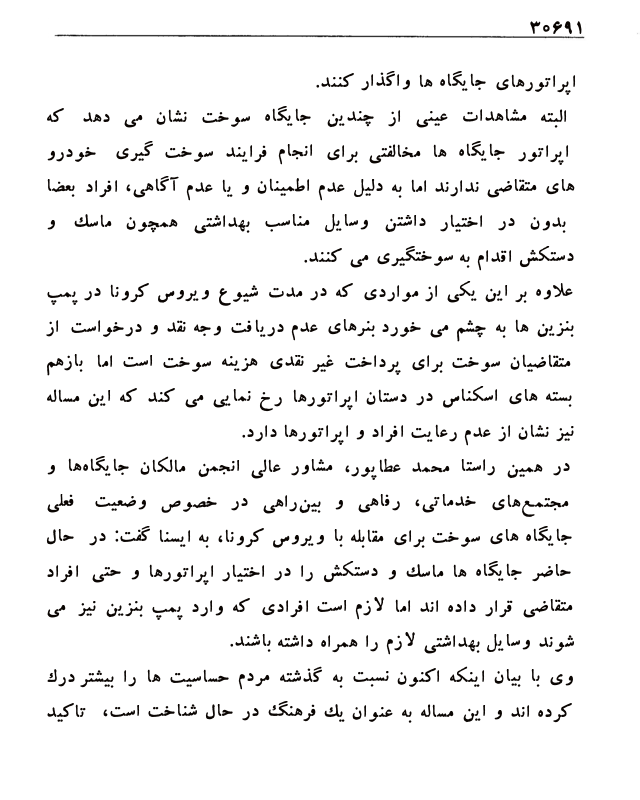 ۳۰۶۹۱
اپراتورهای جایگاه ها واگذار کنند.
البته مشاهدات عینی از چندین جایگاه سوخت نشان می دهد که
اپراتور جایگاه ها مخالفتی برای انجام فرایند سوخت گیری خودرو
های متقاضی ندارند اما به دلیل عدم اطمینان و یا عدم آگاهی، افراد بعضا
بدون در اختیار داشتن وسایل مناسب بهداشتی همچون ماسك و
دستکش اقدام به سوختگیری می کنند.
علاوه بر این یکی از مواردی که در مدت شیوع ویروس کرونا در پمپ
بنزین ها به چشم می خورد بنرهای عدم دریافت وجه نقد و درخواست از
متقاضیان سوخت برای پرداخت غیر نقدی هزینه سوخت است اما بازهم
بسته های اسکناس در دستان اپراتورها رخ نمایی می کند که این مساله
نیز نشان از عدم رعایت افراد و اپراتورها دارد.
در همین راستا محمد عطاپور، مشاور عالی انجمن مالکان جایگاه‌ها و
مجتمع‌های خدماتی، رفاهی و بین‌راهی در خصوص وضعیت فعلی
جایگاه های سوخت برای مقابله با ویروس کرونا، به ایسنا گفت: در حال
حاضر جایگاه ها ماسك و دستکش را در اختیار اپراتورها و حتی افراد
متقاضی قرار داده اند اما لازم است افرادی که وارد پمپ بنزین نیز می
شوند وسایل بهداشتی لازم را همراه داشته باشند.
وی با بیان اینکه اکنون نسبت به گذشته مردم حساسیت ها را بیشتر درك
کرده اند و این مساله به عنوان یك فرهنگ در حال شناخت است، تاکید